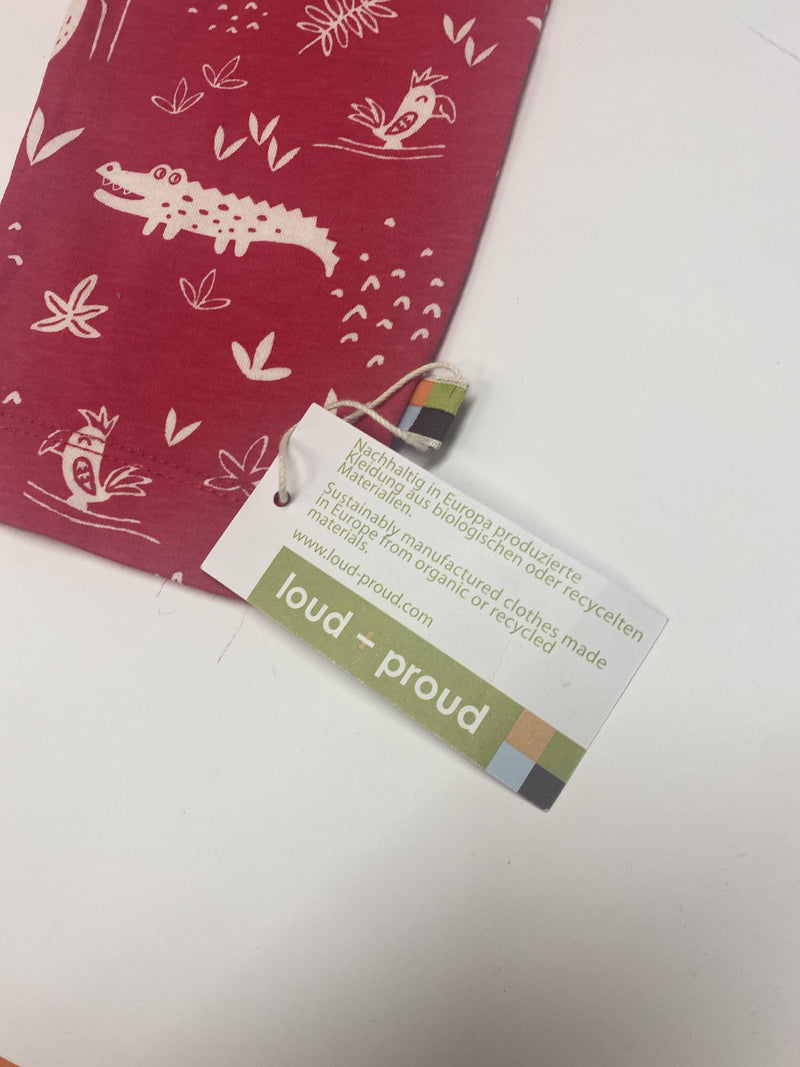 Nachhaltig in Europa produzierte
Kleidung aus biologischen oder recycelten
Materialien.
Sustainably manufactured clothes made
in Europe from organic or recycled
materials.
www.loud-proud.com
loud + proud